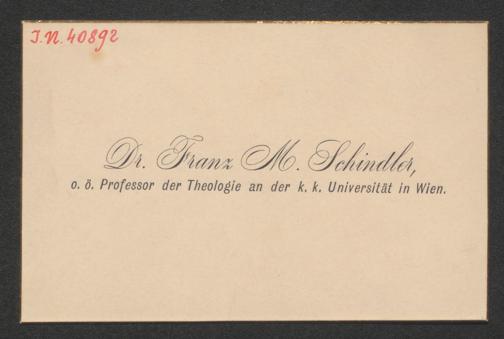 J.N. 40892
Dr. Franz M. Schindler,
o. ö. Professor der Theologie an der k. k. Universität in Wien.